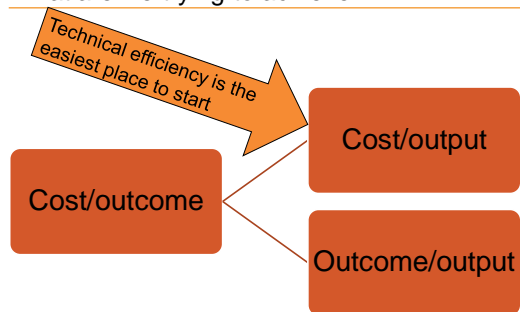 Technical efficiency is the
easiest place to start
Cost/output
Cost/outcome
Outcome/output